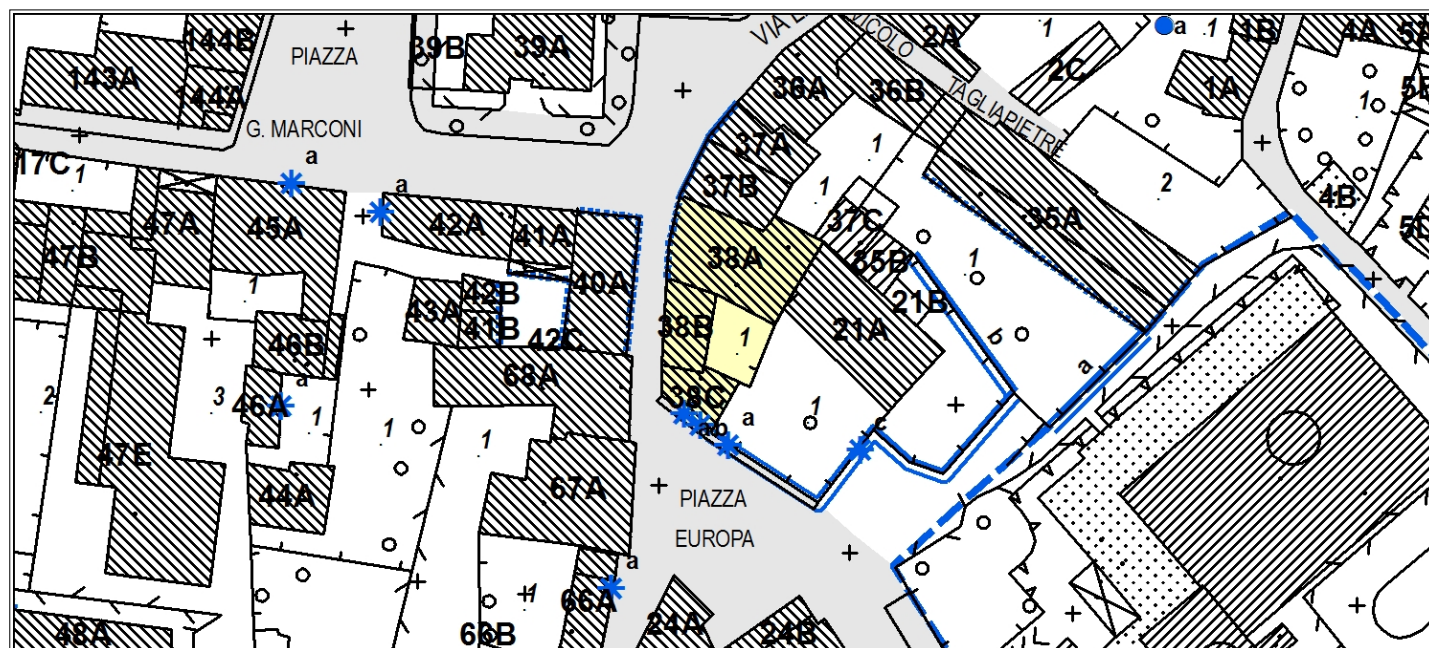 144B
PIAZZA
39B
39A
VICOLO
2A
1
1
1B
4A
143A
144A
2C
1A
1
36A
36B
TAGLIAPIETRE
G. MARCONI
a
a
17C
1
37A
1
1
2
37B
4B
47A
45A
42A
41A
37C
35A
47B
38A
35B
1
40A
1
43A
42B
21B
41B
38B
1
21A
46B
42C
b
68A
a
2
3
46A
a
1
1
1
38C
1
a
c
ab
47E
44A
67A
PIAZZA
EUROPA
a
66A
1
48A
66B
24A
24B